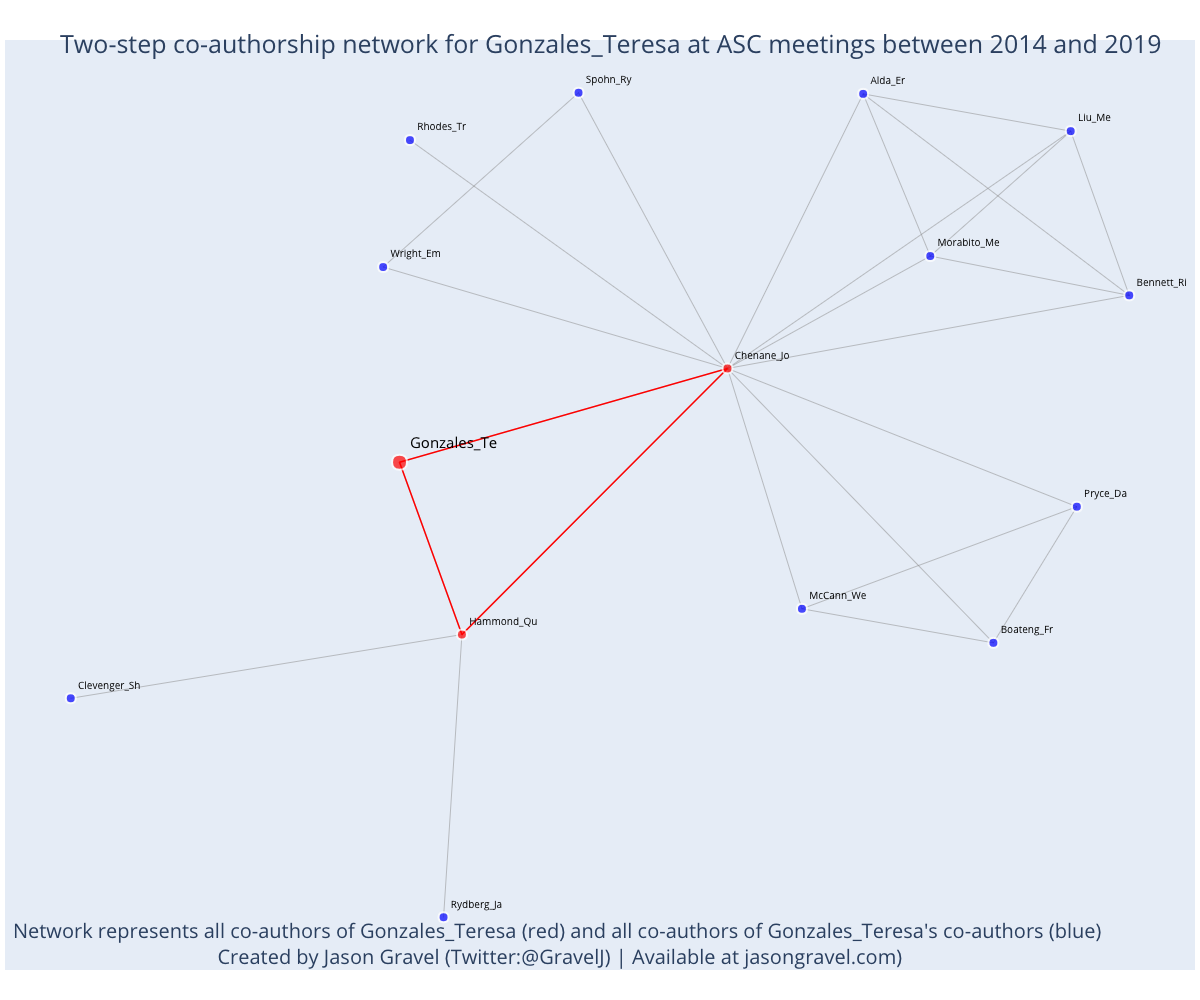 Two-step co-authorship network for Gonzales_Teresa at ASC meetings between 2014 and 2019
Spohn_Ry
Alda_Er
Liu_Me
Rhodes_Tr
Morabito_Me
Wright_Em
Bennett_Ri
Chenane_Jo
Gonzales_Te
Pryce_Da
McCann_We
Hammond_Qu
Boateng_Fr
Clevenger_Sh
Rydberg_Ja
Network represents all co-authors of Gonzales_Teresa (red) and all co-authors of Gonzales_Teresa's co-authors (blue)
Created by Jason Gravel (Twitter:@GravelJ) | Available at jasongravel.com)